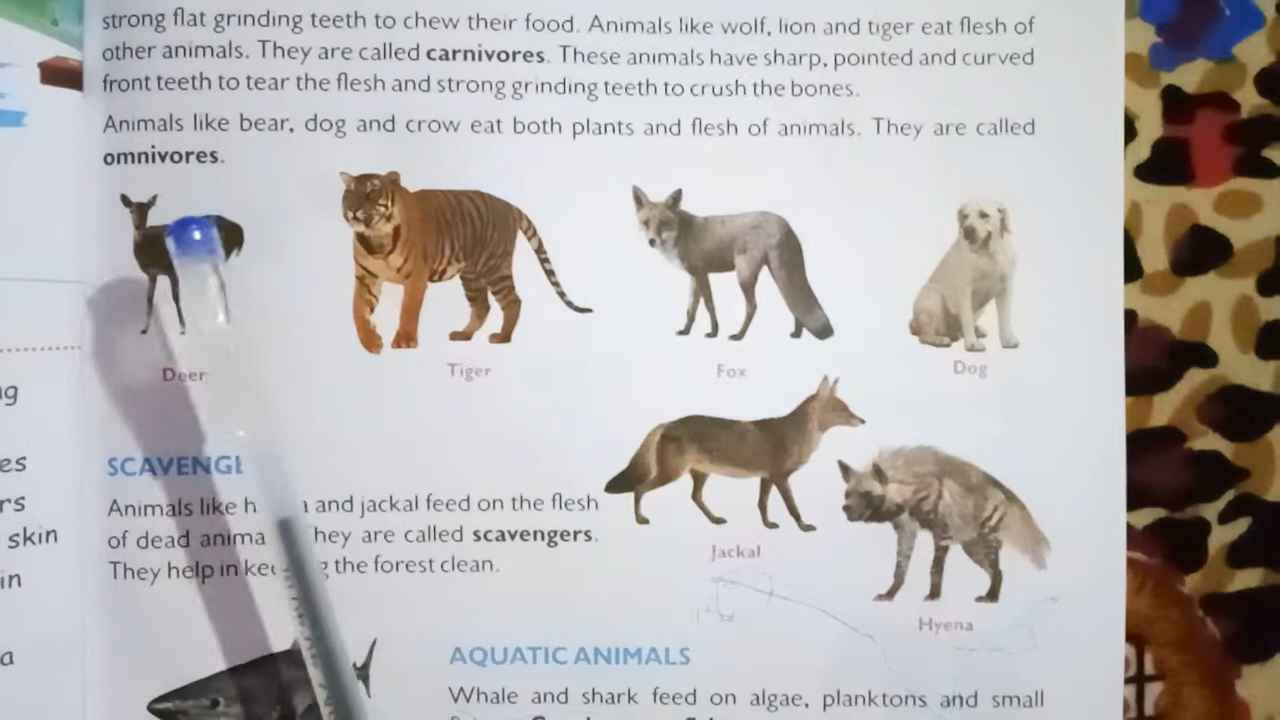 strong flat grinding teeth to chew their food. Animals like wolf, lion and tiger eat flesh of
other animals. They are called carnivores. These animals have sharp, pointed and curved
front teeth to tear the flesh and strong grinding teeth to crush the bones.
Animals like bear, dog and crow eat both plants and flesh of animals. They are called
omnivores.
Deer
Tiger
Fox
Dog
SCAVENG
Animals like h and jackal feed on the flesh
of dead anima hey are called scavengers.
They help in kee g the forest clean.
Jackal
Hyena
AQUATIC ANIMALS
Whale and shark feed on algae, planktons and small
es
rs
skin
in
a